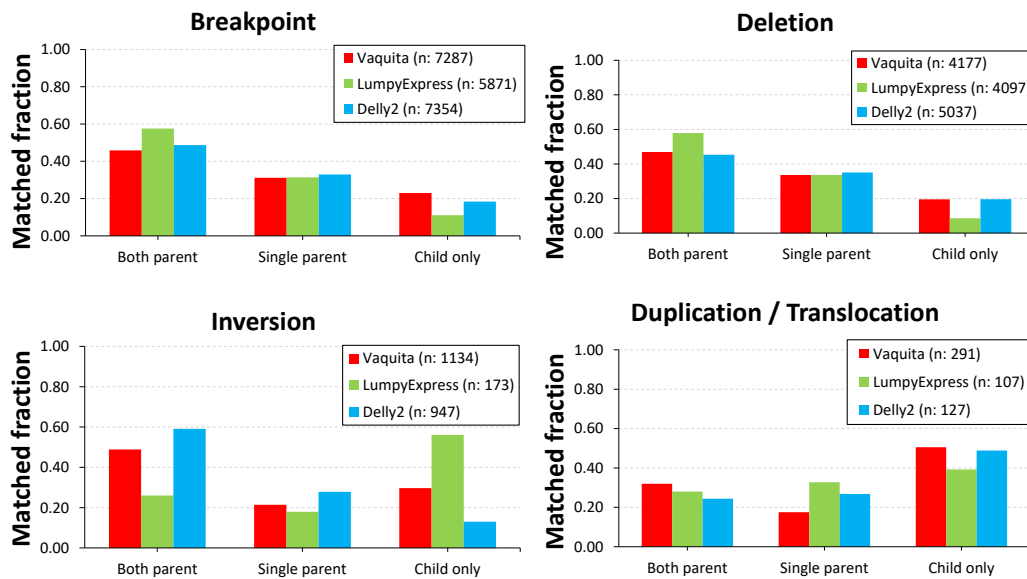 Breakpoint
Matched fraction
1.00
0.80
0.60
0.40
0.20
0.00
Vaquita (n: 7287)
LumpyExpress (n: 5871)
Delly2 (n: 7354)
Both parent
Single parent
Child only
Deletion
Matched fraction
1.00
0.80
0.60
0.40
0.20
0.00
Vaquita (n: 4177)
LumpyExpress (n: 4097
Delly2 (n: 5037)
Both parent
Single parent
Child only
Inversion
Matched fraction
1.00
0.80
0.60
0.40
0.20
0.00
Vaquita (n: 1134)
LumpyExpress (n: 173)
Delly2 (n: 947)
Both parent
Single parent
Child only
Duplication / Translocation
Matched fraction
1.00
0.80
0.60
0.40
0.20
0.00
Vaquita (n: 291)
LumpyExpress (n: 107)
Delly2 (n: 127)
Both parent
Single parent
Child only